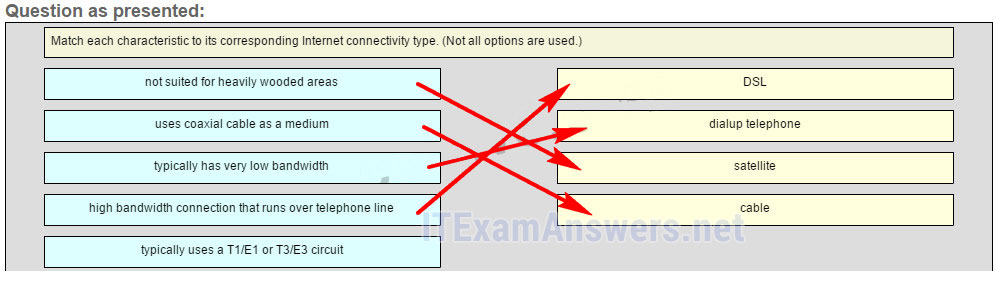 Question as presented:
Match each characteristic to its corresponding Internet connectivity type. (Not all options are used.)
not suited for heavily wooded areas
DSL
uses coaxial cable as a medium
dialup telephone
typically has very low bandwidth
satellite
high bandwidth connection that runs over telephone line
cable
ITExamAnswers.net
typically uses a T1/E1 or T3/E3 circuit